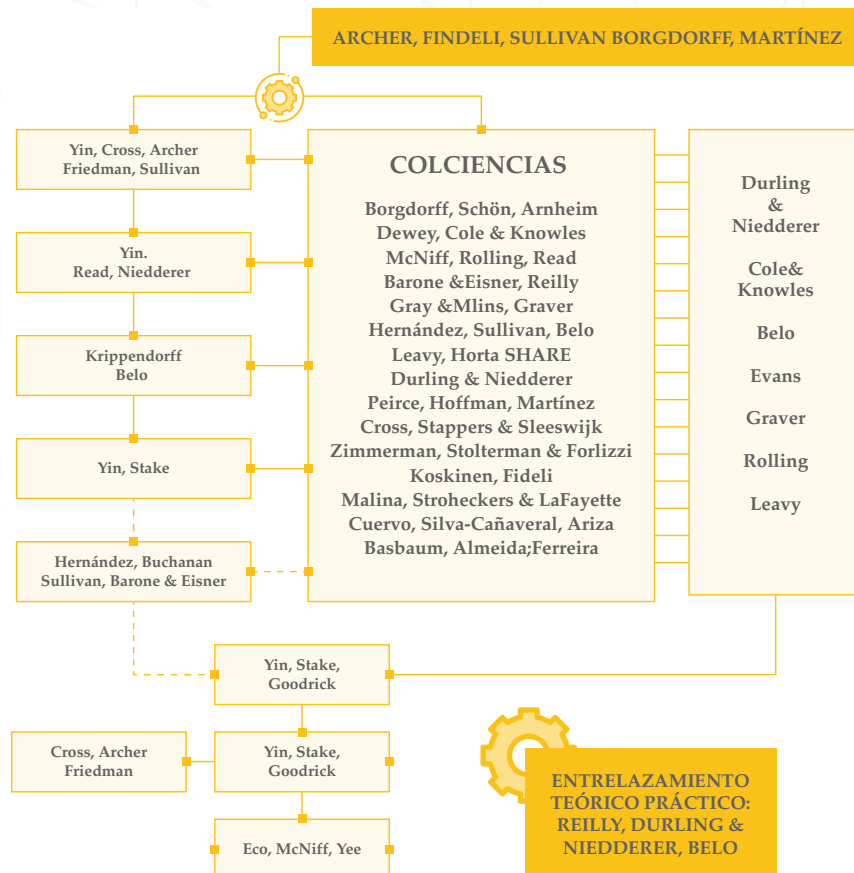 ARCHER, FINDELI, SULLIVAN BORGDORFF, MARTÍNEZ
Yin, Cross, Archer
Friedman, Sullivan
Yin.
Read, Niedderer
Krippendorff
Belo
Yin, Stake
Hernández, Buchanan
Sullivan, Barone & Eisner
COLCIENCIAS
Borgdorff, Schön, Arnheim
Dewey, Cole & Knowles
McNiff, Rolling, Read
Barone &Eisner, Reilly
Gray &Mlins, Graver
Hernández, Sullivan, Belo
Leavy, Horta SHARE
Durling & Niedderer
Peirce, Hoffman, Martínez
Cross, Stappers & Sleeswijk
Zimmerman, Stolterman & Forlizzi
Koskinen, Fideli
Malina, Stroheckers & LaFayette
Cuervo, Silva-Cañaveral, Ariza
Basbaum, Almeida;Ferreira
Durling
&
Niedderer
Cole&
Knowles
Belo
Evans
Graver
Rolling
Leavy
Yin, Stake,
Goodrick
Cross, Archer
Friedman
Yin, Stake,
Goodrick
Eco, McNiff, Yee
ENTRELAZAMIENTO
TEÓRICO PRÁCTICO:
REILLY, DURLING &
NIEDDERER, BELO